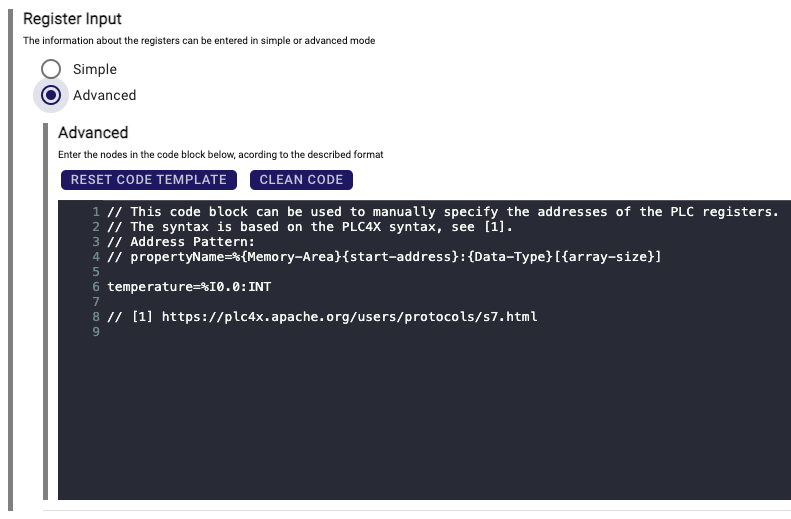 Register Input
The information about the registers can be entered in simple or advanced mode
Simple
Advanced
Advanced
Enter the nodes in the code block below, acording to the described format
RESET CODE TEMPLATE CLEAN CODE
1 // This code block can be used to manually specify the addresses of the PLC registers.
2 // The syntax is based on the PLC4X syntax, see [1].
3 // Address Pattern:
4 // propertyName=%{Memory-Area}{start-address}:{Data-Type}[{array-size}]
5
6 temperature=%I0.0:INT
7
8 // [1] https://plc4x.apache.org/users/protocols/s7.html
9